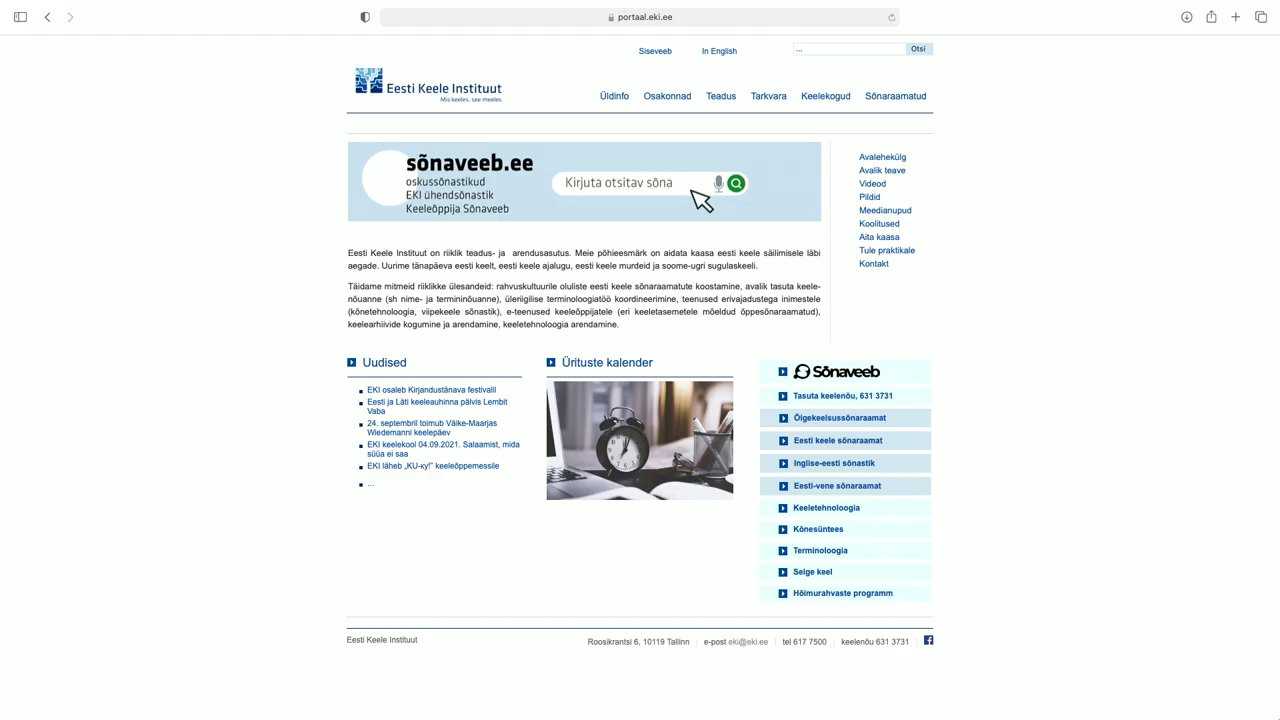 portaal.eki.ee
Siseveeb
In English
...
Otsi
Eesti Keele Instituut
Mis keeles, see meeles
Üldinfo
Osakonnad
Teadus
Tarkvara
Keelekogud
Sõnaraamatud
sõnaveeb.ee
oskussõnastikud
EKI ühendsõnastik
Keeleõppija Sõnaveeb
Kirjuta otsitav sõna
Avalehekülg
Avalik teave
Videod
Pildid
Meedianupud
Koolitused
Aita kaasa
Tule praktikale
Kontakt
Eesti Keele Instituut on riiklik teadus- ja arendusasutus. Meie põhieesmärk on aidata kaasa eesti keele säilimisele läbi
aegade. Uurime tänapäeva eesti keelt, eesti keele ajalugu, eesti keele murdeid ja soome-ugri sugulaskeeli.
Täidame mitmeid riiklikke ülesandeid: rahvuskultuurile oluliste eesti keele sõnaraamatute koostamine, avalik tasuta keele-
nõuanne (sh nime- ja termininõuanne), üleriigilise terminoloogiatöö koordineerimine, teenused erivajadustega inimestele
(kõnetehnoloogia, viipekeele sõnastik), e-teenused keeleõppijatele (eri keeletasemetele mõeldud õppesõnaraamatud),
keelearhiivide kogumine ja arendamine, keeletehnoloogia arendamine.
Uudised
EKI osaleb Kirjandustänava festivalil
Eesti ja Läti keeleauhinna pälvis Lembit
Vaba
24. septembril toimub Väike-Maarjas
Wiedemanni keelepäev
EKI keelekool 04.09.2021. Salaamist, mida
süüa ei saa
EKI läheb „KU-ку!” keeleõppemessile
...
Ürituste kalender
Sõnaveeb
Tasuta keelenõu, 631 3731
Õigekeelsussõnaraamat
Eesti keele sõnaraamat
Inglise-eesti sõnastik
Eesti-vene sõnaraamat
Keeletehnoloogia
Kõnesüntees
Terminoloogia
Selge keel
Hõimurahvaste programm
Eesti Keele Instituut
Roosikrantsi 6, 10119 Tallinn | e-post eki@eki.ee | tel 617 7500 | keelenõu 631 3731 |